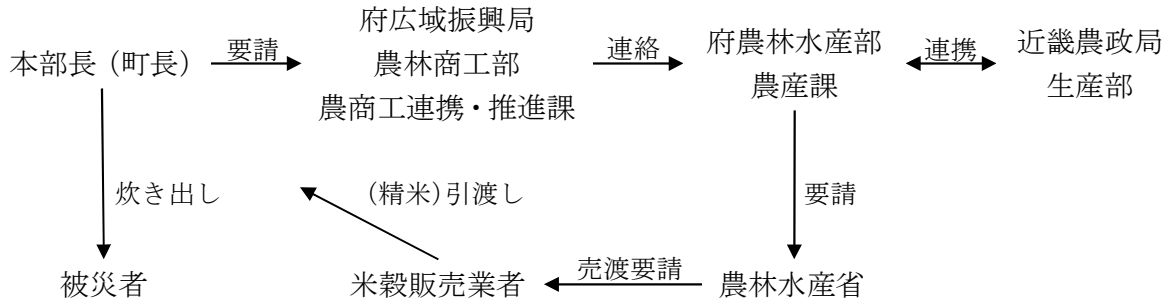 本部長（町長）
要請
府広域振興局
農林商工部
農商工連携・推進課
連絡
府農林水産部
農産課
連携
近畿農政局
生産部
炊き出し
(精米)引渡し
要請
被災者
米穀販売業者
売渡要請
農林水産省